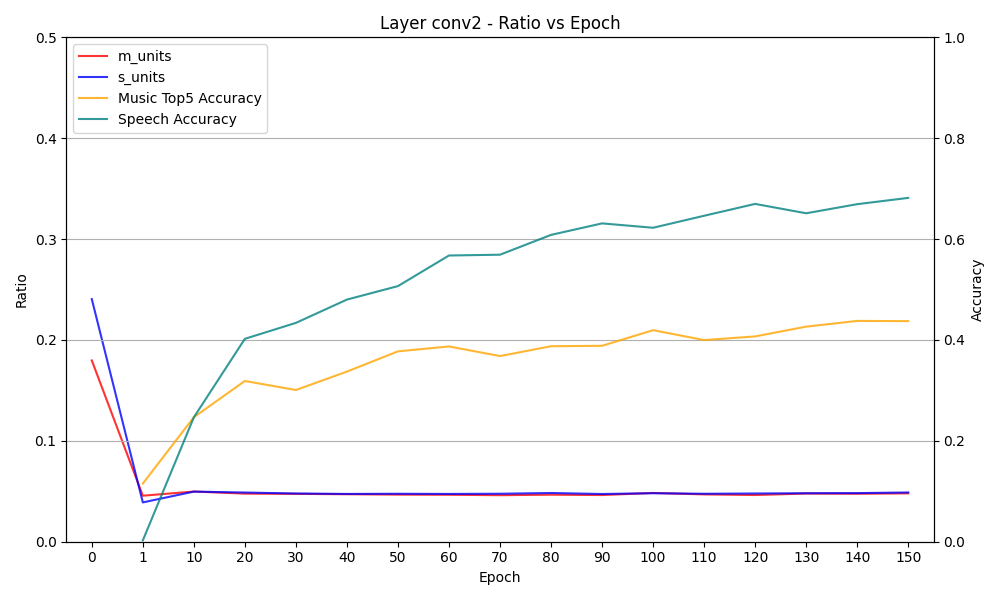 Layer conv2 - Ratio vs Epoch
m_units
s_units
Music Top5 Accuracy
Speech Accuracy
0.5
0.4
0.3
0.2
0.1
0.0
Ratio
1.0
0.8
0.6
0.4
0.2
0.0
Accuracy
0 1 10 20 30 40 50 60 70 80 90 100 110 120 130 140 150
Epoch